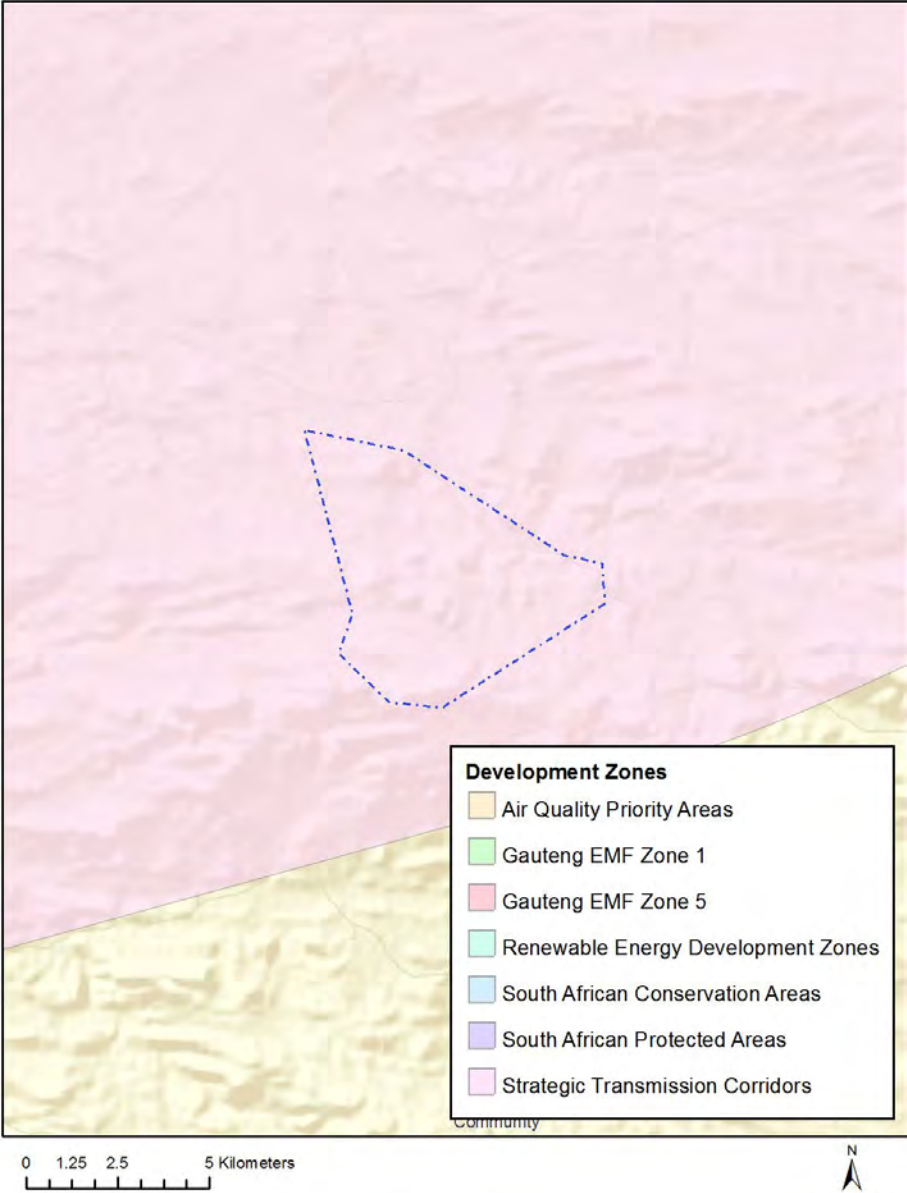 Development Zones
Air Quality Priority Areas
Gauteng EMF Zone 1
Gauteng EMF Zone 5
Renewable Energy Development Zones
South African Conservation Areas
South African Protected Areas
Strategic Transmission Corridors
Community
0 1.25 2.5 5 Kilometers
N